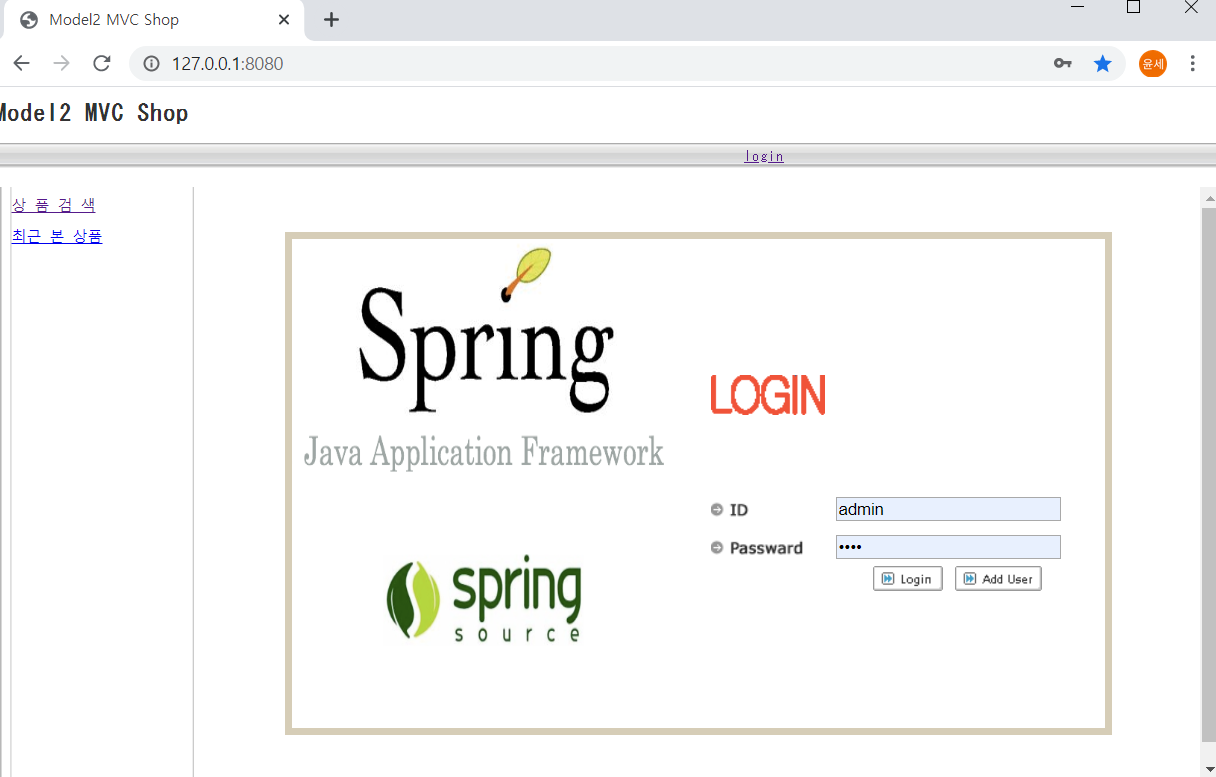 Model2 MVC Shop
127.0.0.1:8080
윤세
Model2 MVC Shop
login
상 품 검 색
최근 본 상품
Spring
Java Application Framework
spring
source
LOGIN
ID
admin
Passward
••••
Login
Add User